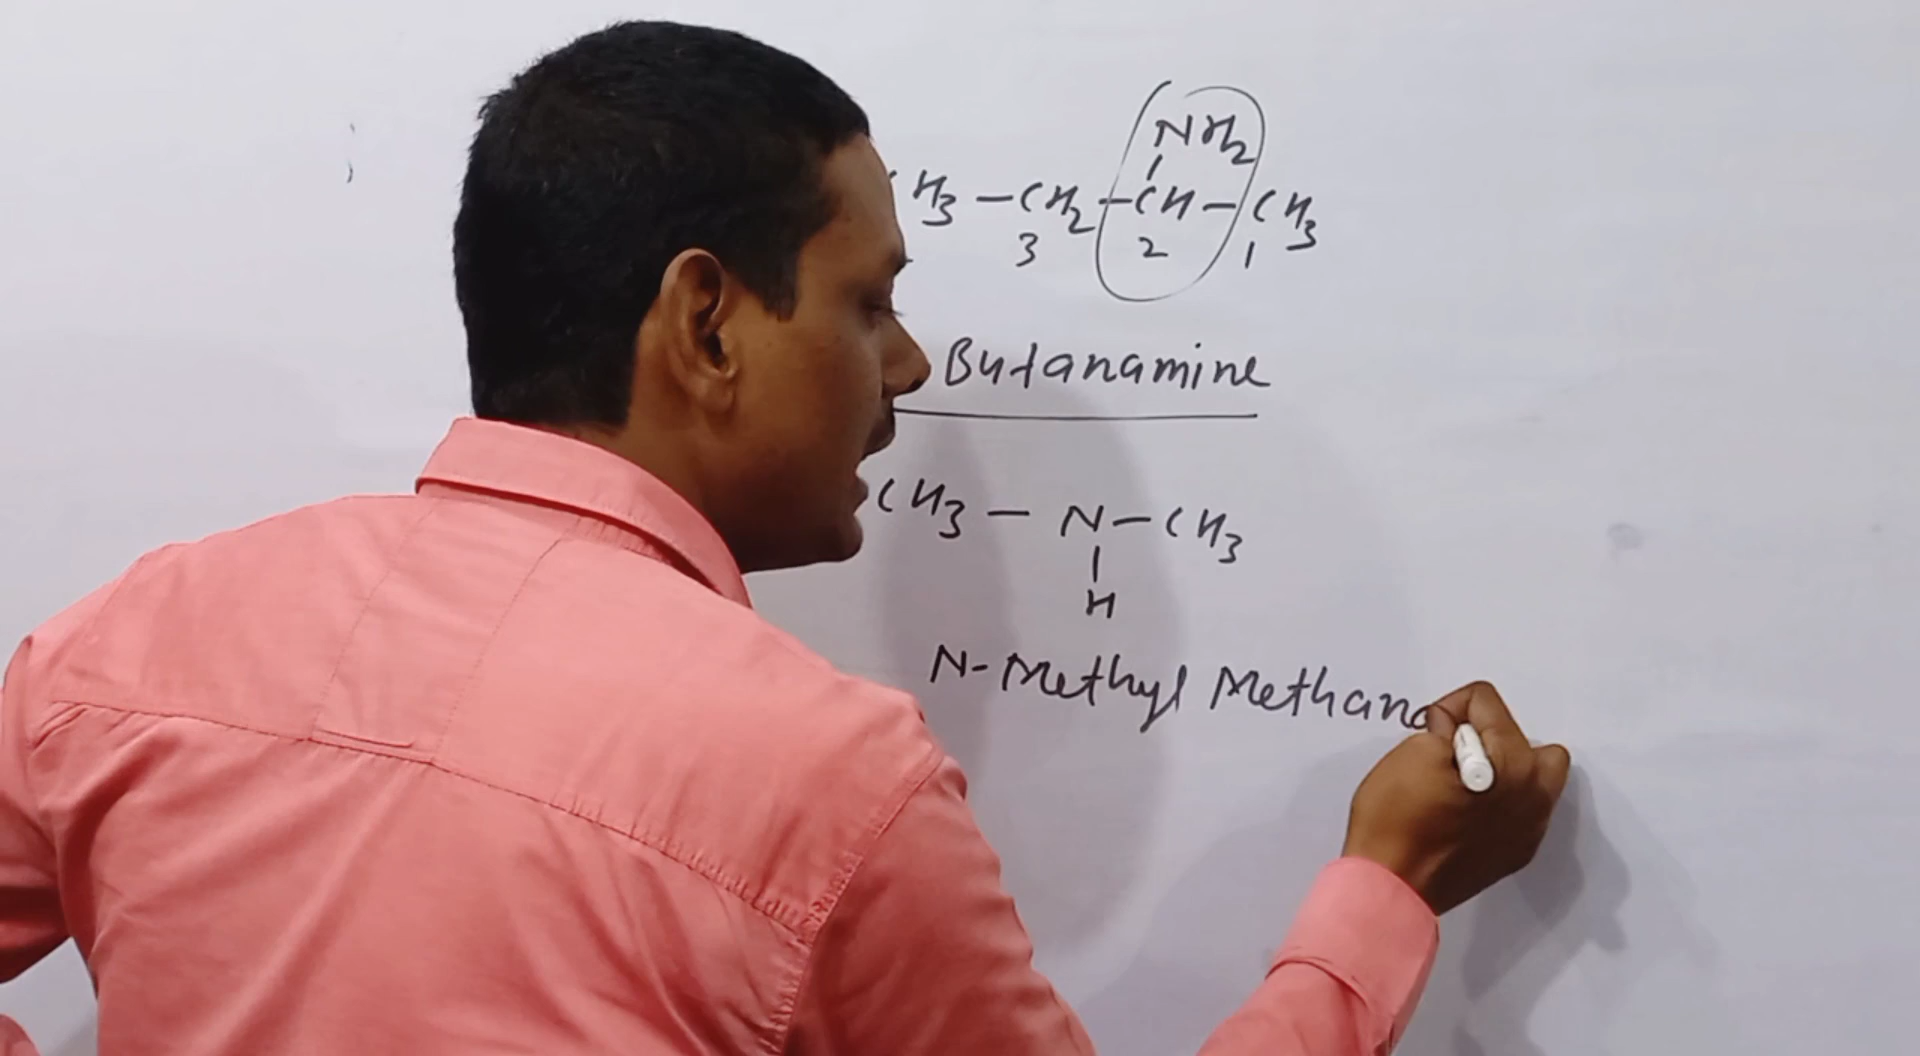 NH2
CH3 - CH2 - CH - CH3
3 2 1
Butanamine
CH3 - N - CH3
H
N-Methyl Methana